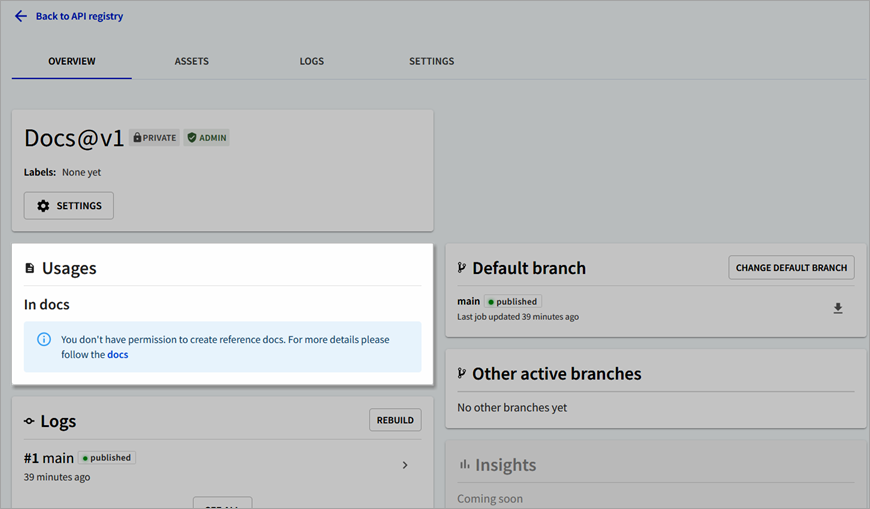 Back to API registry
OVERVIEW ASSETS LOGS SETTINGS
Docs@v1 PRIVATE ADMIN
Labels: None yet
SETTINGS
Usages
In docs
You don't have permission to create reference docs. For more details please
follow the docs
Logs REBUILD
#1 main published
39 minutes ago
Default branch CHANGE DEFAULT BRANCH
main published
Last job updated 39 minutes ago
Other active branches
No other branches yet
Insights
Coming soon